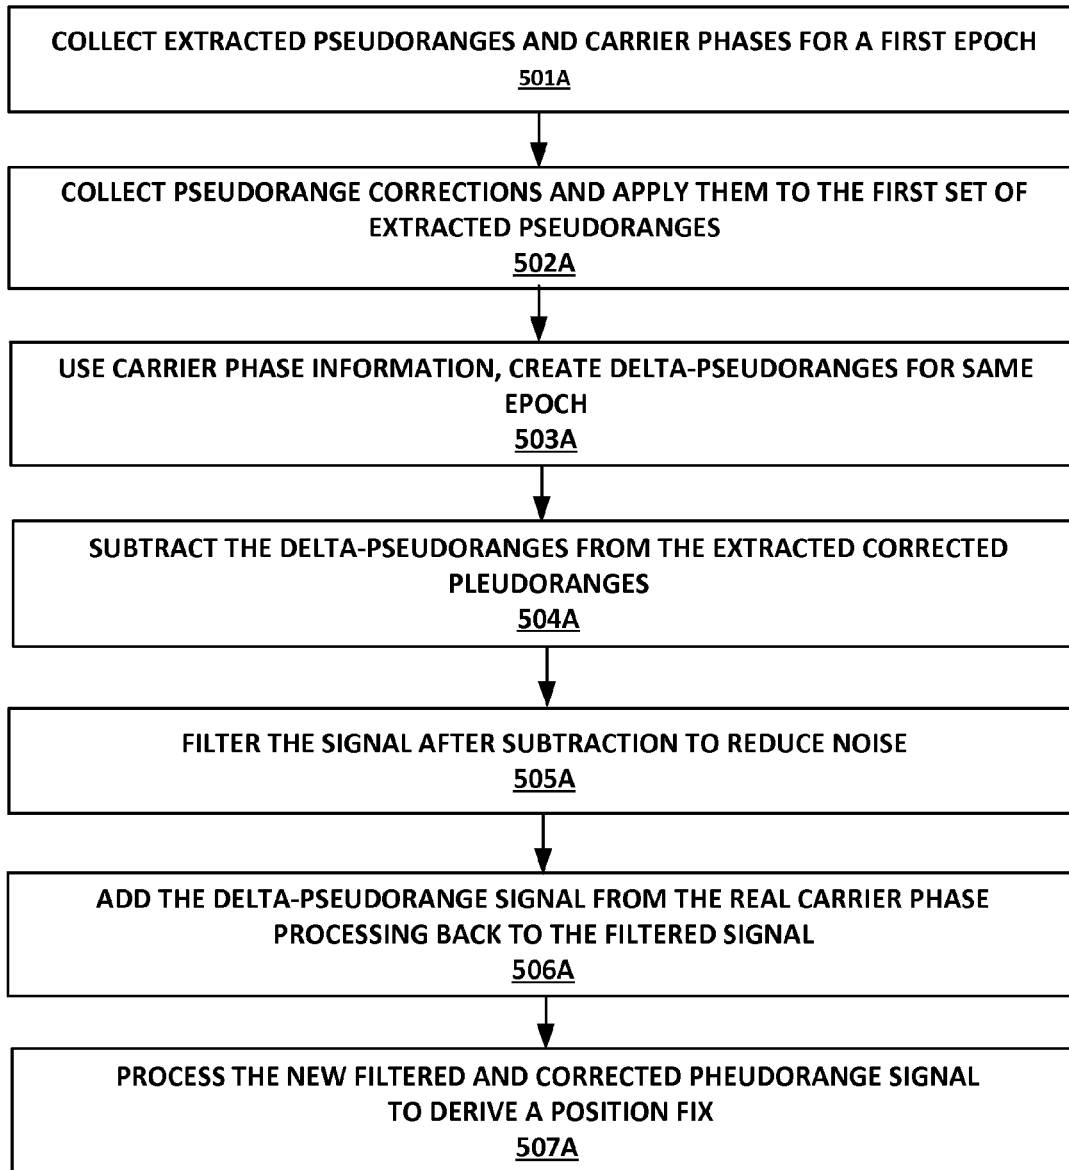 COLLECT EXTRACTED PSEUDORANGES AND CARRIER PHASES FOR A FIRST EPOCH
501A
COLLECT PSEUDORANGE CORRECTIONS AND APPLY THEM TO THE FIRST SET OF
EXTRACTED PSEUDORANGES
502A
USE CARRIER PHASE INFORMATION, CREATE DELTA-PSEUDORANGES FOR SAME
EPOCH
503A
SUBTRACT THE DELTA-PSEUDORANGES FROM THE EXTRACTED CORRECTED
PLEUDORANGES
504A
FILTER THE SIGNAL AFTER SUBTRACTION TO REDUCE NOISE
505A
ADD THE DELTA-PSEUDORANGE SIGNAL FROM THE REAL CARRIER PHASE
PROCESSING BACK TO THE FILTERED SIGNAL
506A
PROCESS THE NEW FILTERED AND CORRECTED PHEUDORANGE SIGNAL
TO DERIVE A POSITION FIX
507A